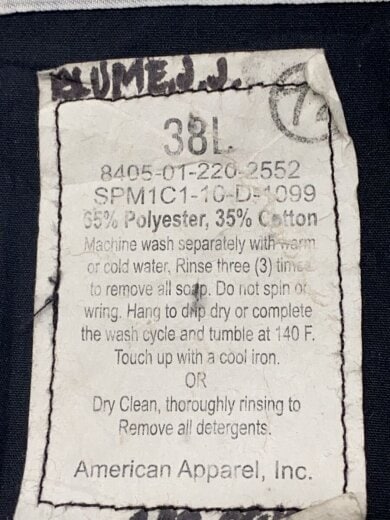 BLUME.J.J.
72
38L
8405-01-220-2552
SPM1C1-10-D-1099
65% Polyester, 35% Cotton
Machine wash separately with warm
or cold water, Rinse three (3) times
to remove all soap. Do not spin or
wring. Hang to drip dry or complete
the wash cycle and tumble at 140 F.
Touch up with a cool iron.
OR
Dry Clean, thoroughly rinsing to
Remove all detergents.
American Apparel, Inc.